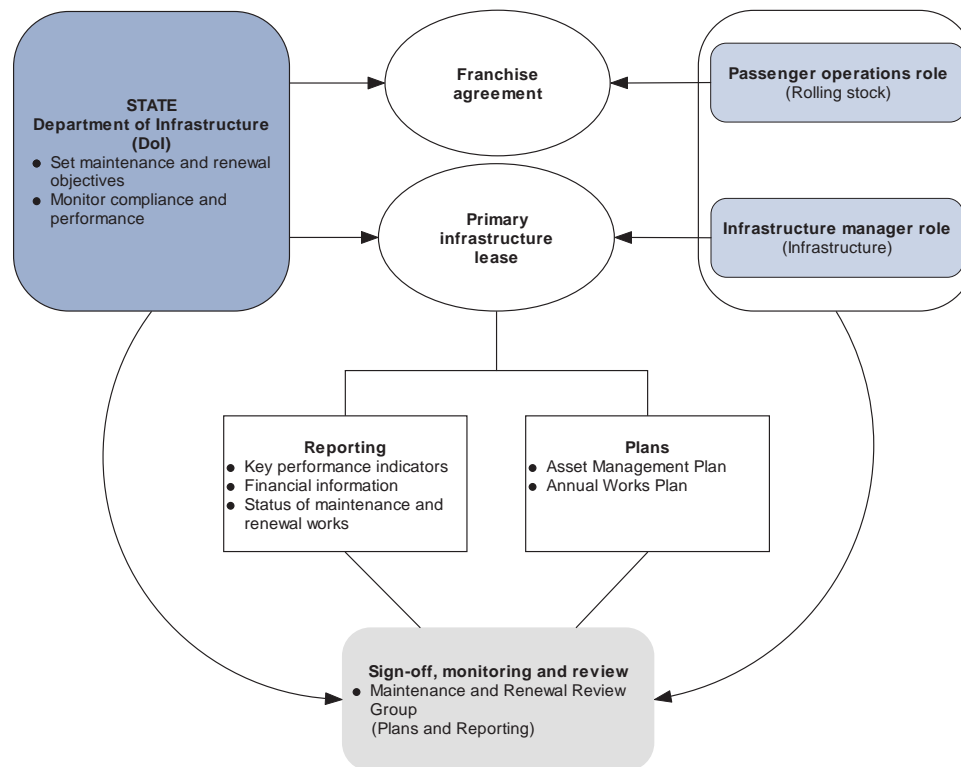 STATE
Department of Infrastructure
(DoI)
● Set maintenance and renewal
objectives
● Monitor compliance and
performance
Franchise
agreement
Passenger operations role
(Rolling stock)
Primary
infrastructure
lease
Infrastructure manager role
(Infrastructure)
Reporting
● Key performance indicators
● Financial information
● Status of maintenance and
renewal works
Plans
● Asset Management Plan
● Annual Works Plan
Sign-off, monitoring and review
● Maintenance and Renewal Review
Group
(Plans and Reporting)